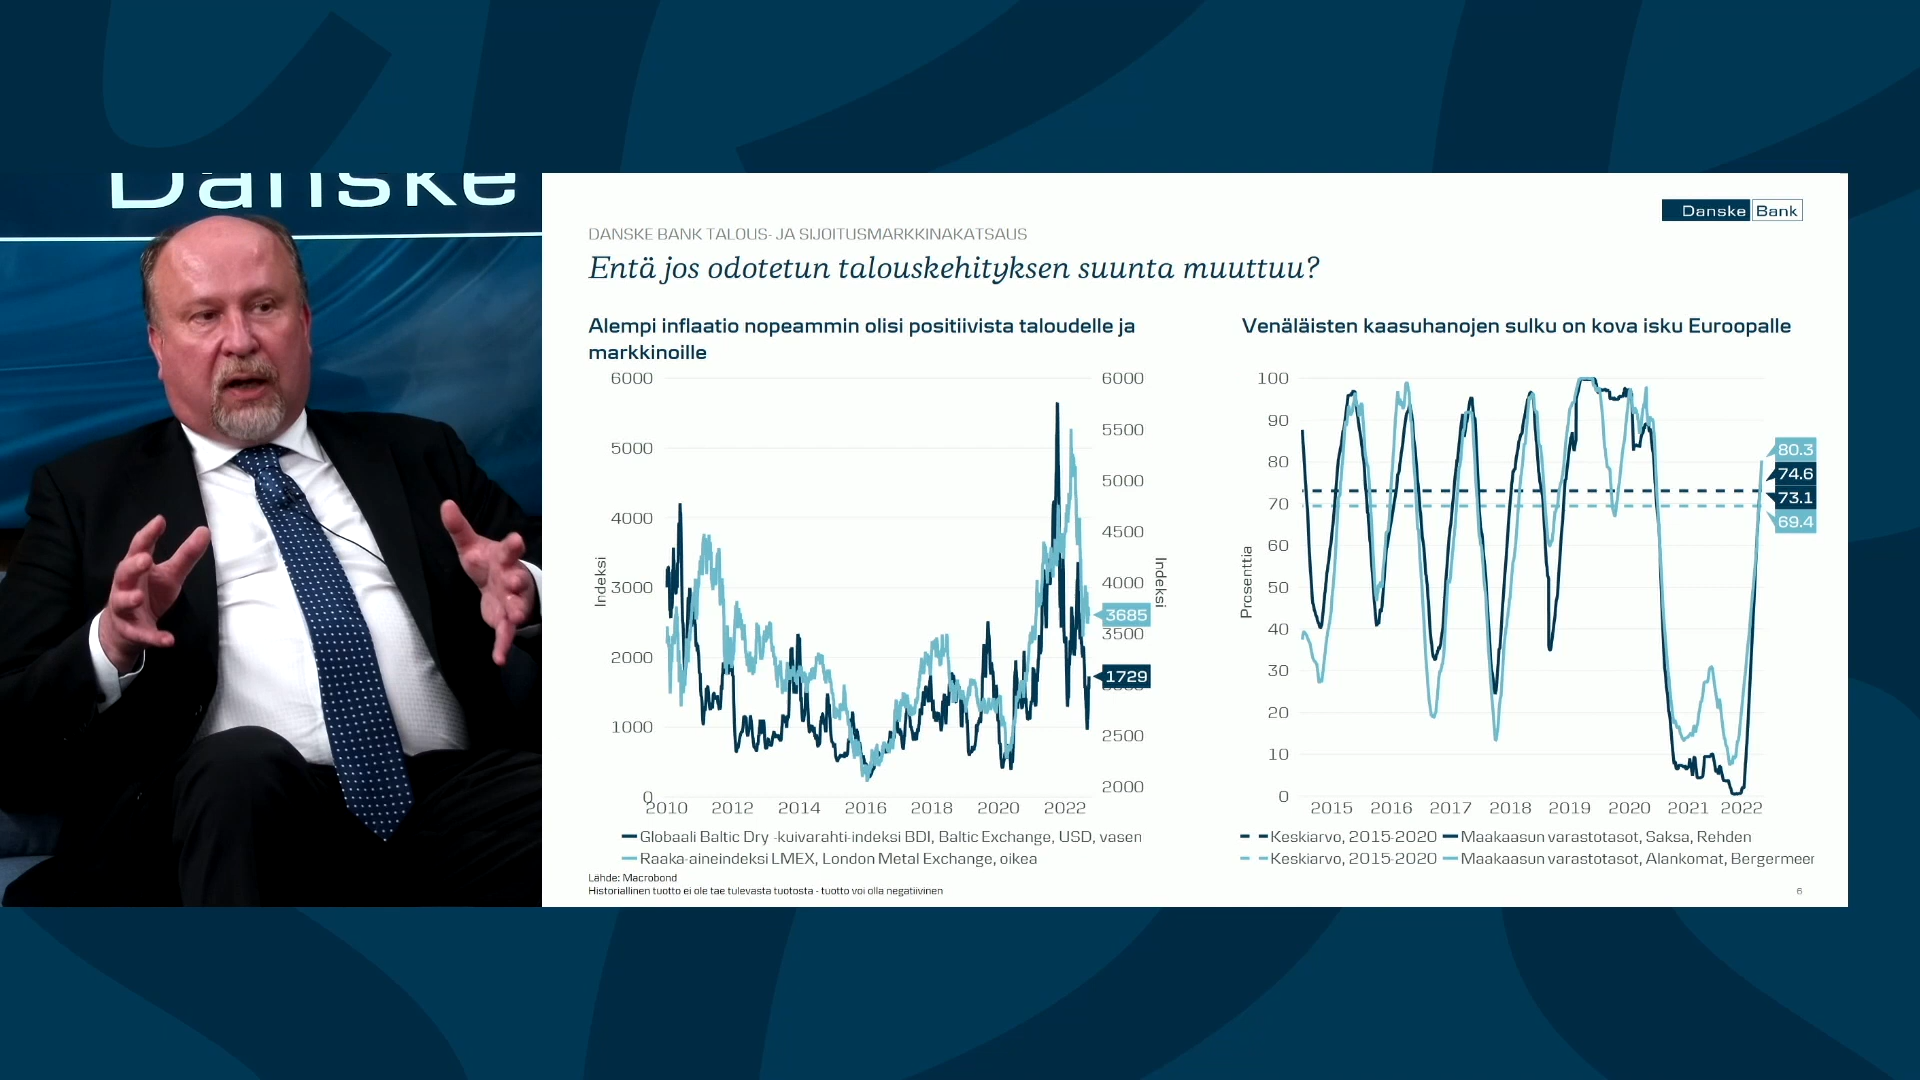 Danske
Danske Bank
DANSKE BANK TALOUS- JA SIJOITUSMARKKINAKATSAUS
Entä jos odotetun talouskehityksen suunta muuttuu?
Alempi inflaatio nopeammin olisi positiivista taloudelle ja
markkinoille
6000
5000
4000
3000
2000
1000
0
Indeksi
6000
5500
5000
4500
4000
3685
3500
1729
2500
2000
Indeksi
2010 2012 2014 2016 2018 2020 2022
Globaali Baltic Dry -kuivarahti-indeksi BDI, Baltic Exchange, USD, vasen
Raaka-aineindeksi LMEX, London Metal Exchange, oikea
Lähde: Macrobond
Historiallinen tuotto ei ole tae tulevasta tuotosta - tuotto voi olla negatiivinen
Venäläisten kaasuhanojen sulku on kova isku Euroopalle
100
90
80
70
60
50
40
30
20
10
0
Prosenttia
80.3
74.6
73.1
69.4
2015 2016 2017 2018 2019 2020 2021 2022
Keskiarvo, 2015-2020 Maakaasun varastotasot, Saksa, Rehden
Keskiarvo, 2015-2020 Maakaasun varastotasot, Alankomat, Bergermeer
6